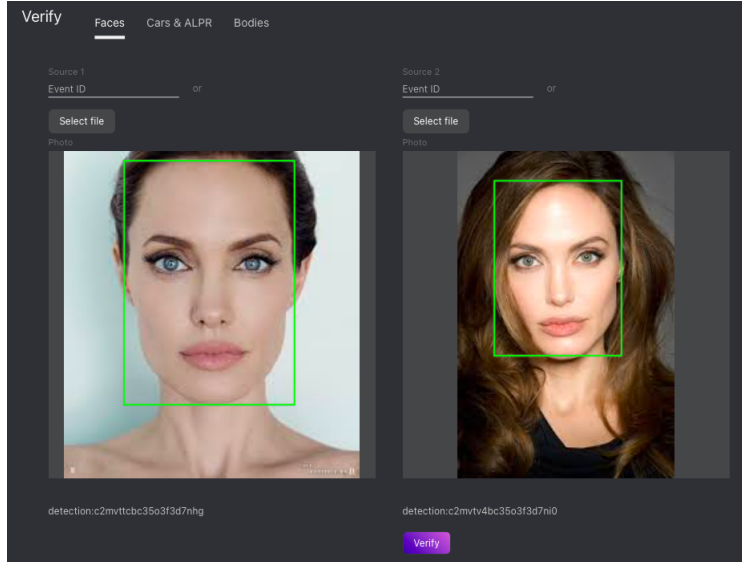 Verify
Faces Cars & ALPR Bodies
Source 1
Event ID or
Select file
Photo
detection:c2mvttcbc35o3f3d7nhg
Source 2
Event ID or
Select file
Photo
detection:c2mvtv4bc35o3f3d7ni0
Verify